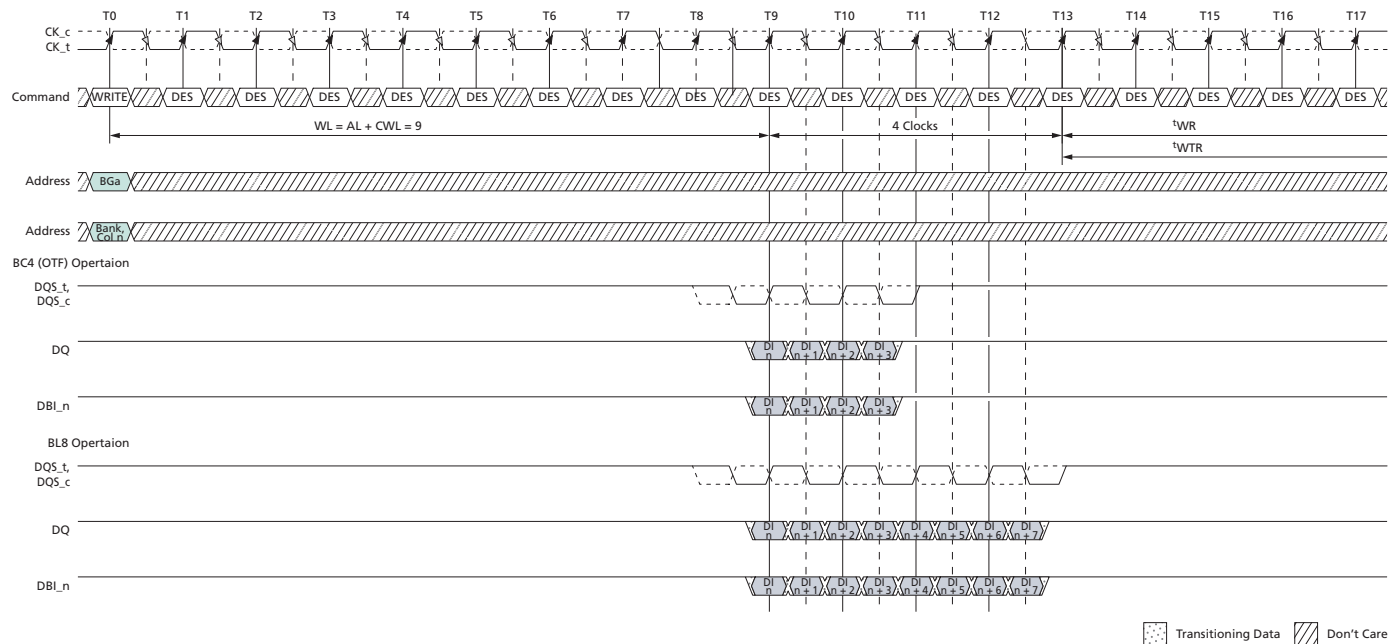 T0 T1 T2 T3 T4 T5 T6 T7 T8 T9 T10 T11 T12 T13 T14 T15 T16 T17
CK_c
CK_t
Command WRITE DES DES DES DES DES DES DES DES DES DES DES DES DES DES DES DES
WL = AL + CWL = 9 4 Clocks tWR
tWTR
Address BGa
Address Bank, Col n
BC4 (OTF) Opertaion
DQS_t,
DQS_c
DQ DI n DI n + 1 DI n + 2 DI n + 3
DBI_n DI n DI n + 1 DI n + 2 DI n + 3
BL8 Opertaion
DQS_t,
DQS_c
DQ DI n DI n + 1 DI n + 2 DI n + 3 DI n + 4 DI n + 5 DI n + 6 DI n + 7
DBI_n DI n DI n + 1 DI n + 2 DI n + 3 DI n + 4 DI n + 5 DI n + 6 DI n + 7
Transitioning Data Don't Care